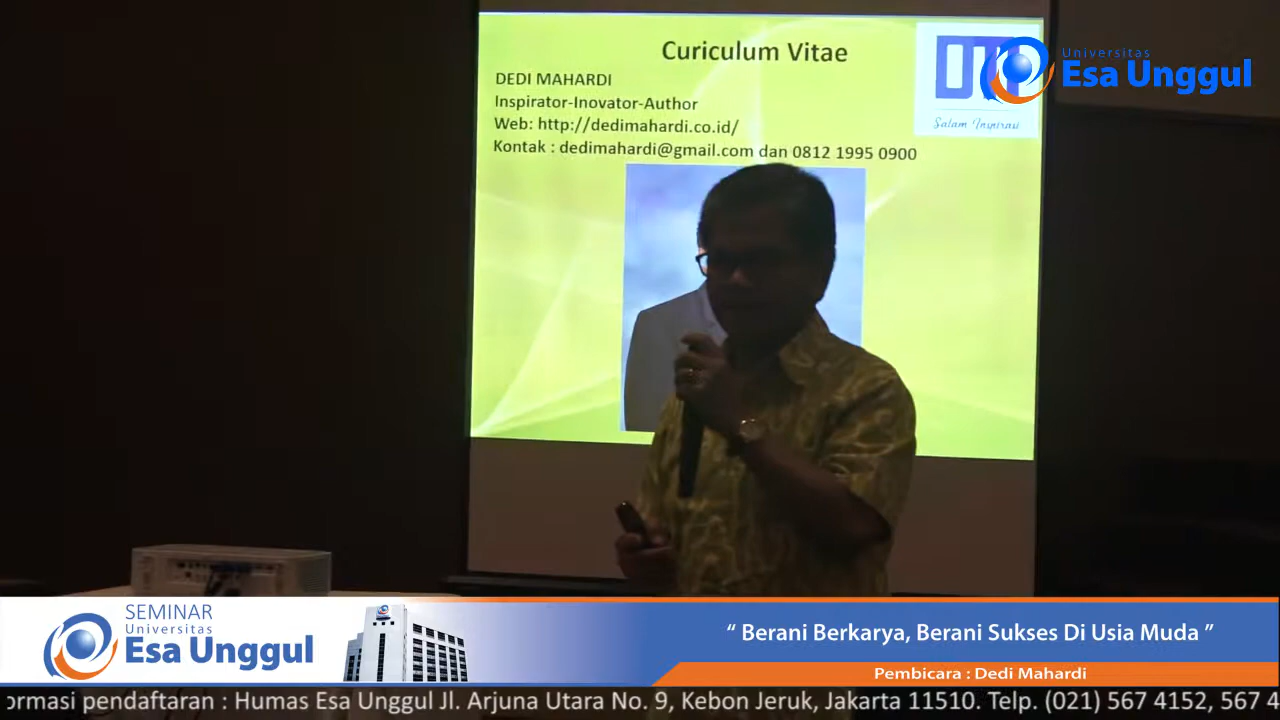 Curiculum Vitae
DEDI MAHARDI
Inspirator-Inovator-Author
Web: http://dedimahardi.co.id/
Kontak : dedimahardi@gmail.com dan 0812 1995 0900
Salam Inspirasi
Universitas
Esa Unggul
SEMINAR
Universitas
Esa Unggul
“ Berani Berkarya, Berani Sukses Di Usia Muda ”
Pembicara : Dedi Mahardi
ormasi pendaftaran : Humas Esa Unggul Jl. Arjuna Utara No. 9, Kebon Jeruk, Jakarta 11510. Telp. (021) 567 4152, 567 4